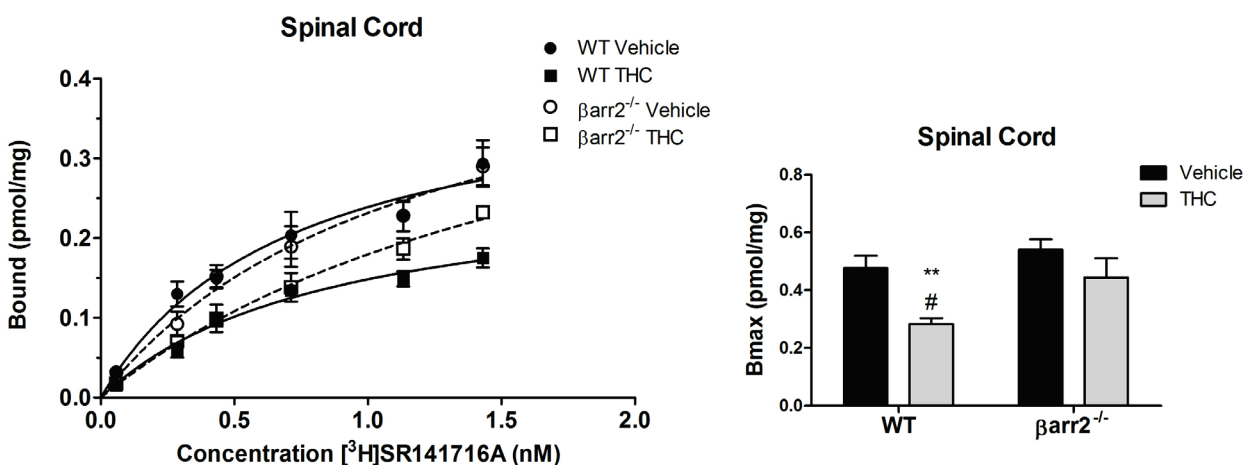 Spinal Cord
WT Vehicle
WT THC
βarr2-/- Vehicle
βarr2-/- THC
0.4
0.3
0.2
0.1
0.0
Bound (pmol/mg)
0.0 0.5 1.0 1.5 2.0
Concentration [³H]SR141716A (nM)
Spinal Cord
Vehicle
THC
0.8
0.6
0.4
0.2
0.0
Bmax (pmol/mg)
**
#
WT βarr2-/-